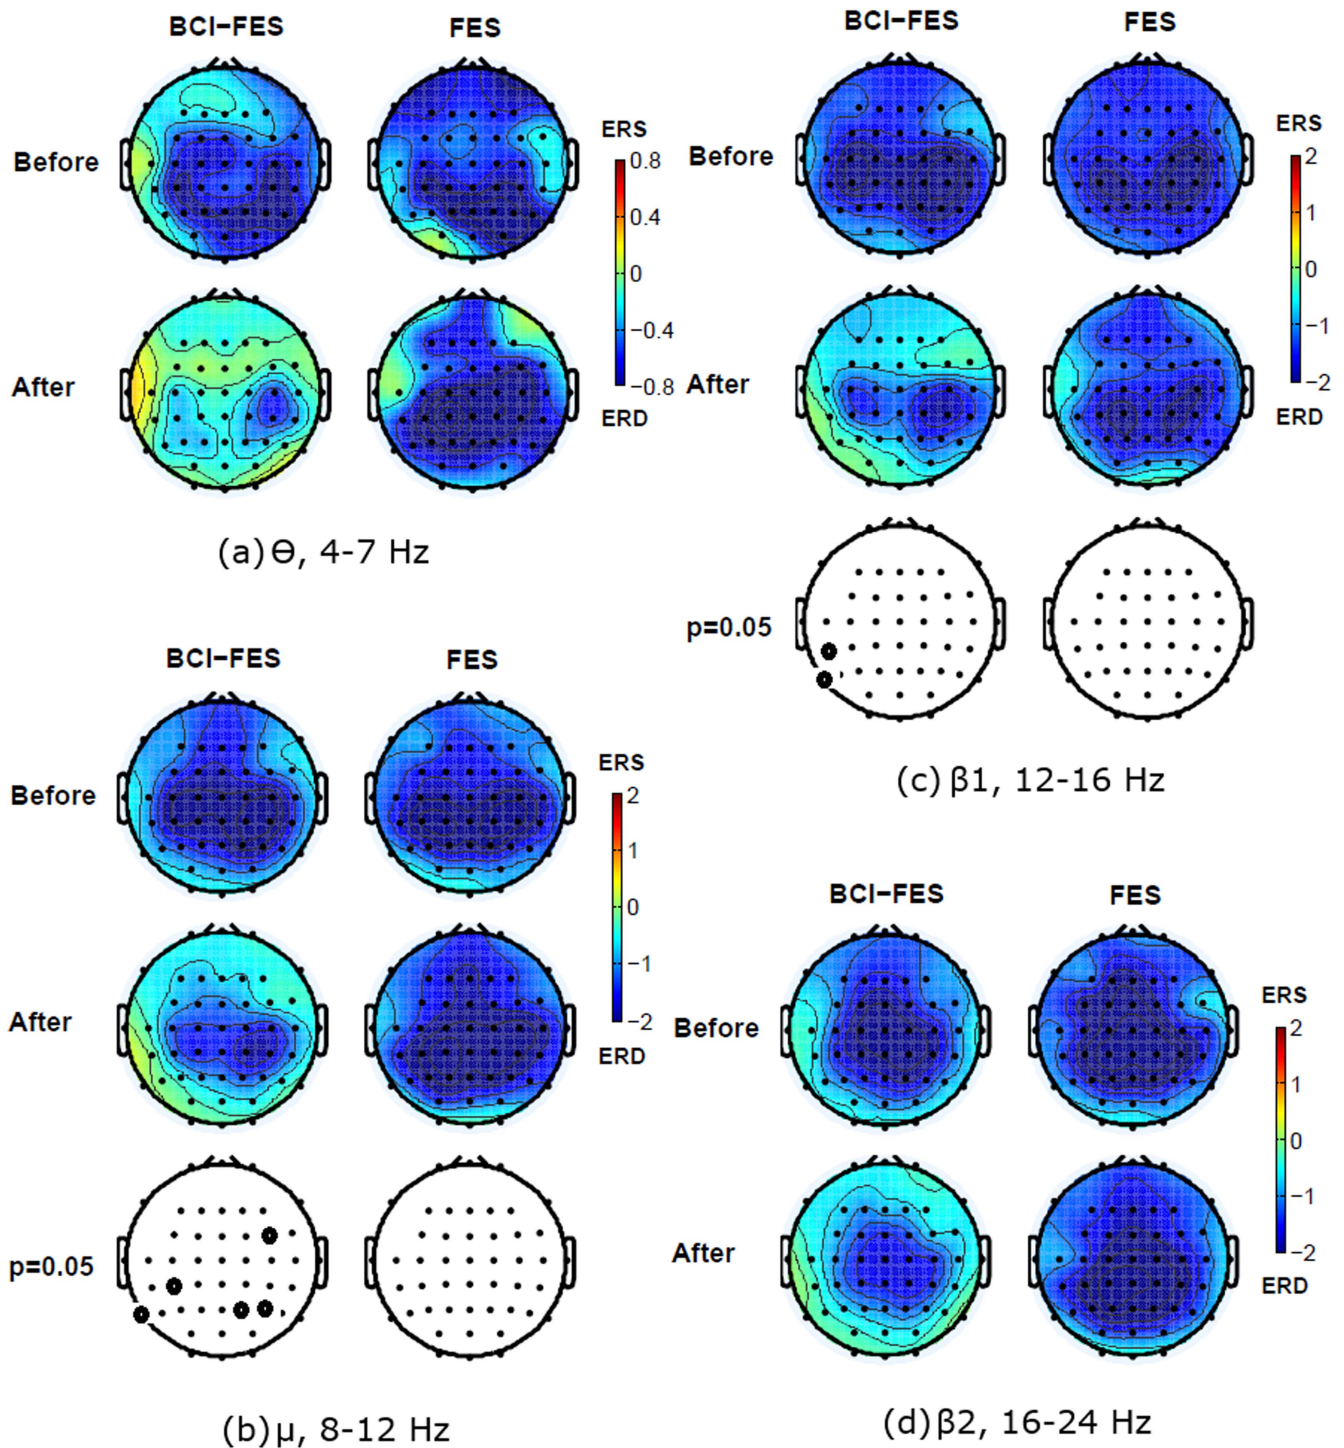 BCI−FES FES
Before
ERS
0.8
0.4
0
−0.4
−0.8
After
ERD
(a) Θ, 4-7 Hz
BCI−FES FES
Before
ERS
2
1
0
−1
−2
After
ERD
p=0.05
(b) μ, 8-12 Hz
BCI−FES FES
Before
ERS
2
1
0
−1
−2
After
ERD
p=0.05
(c) β1, 12-16 Hz
BCI−FES FES
Before
ERS
2
1
0
−1
−2
After
ERD
(d) β2, 16-24 Hz